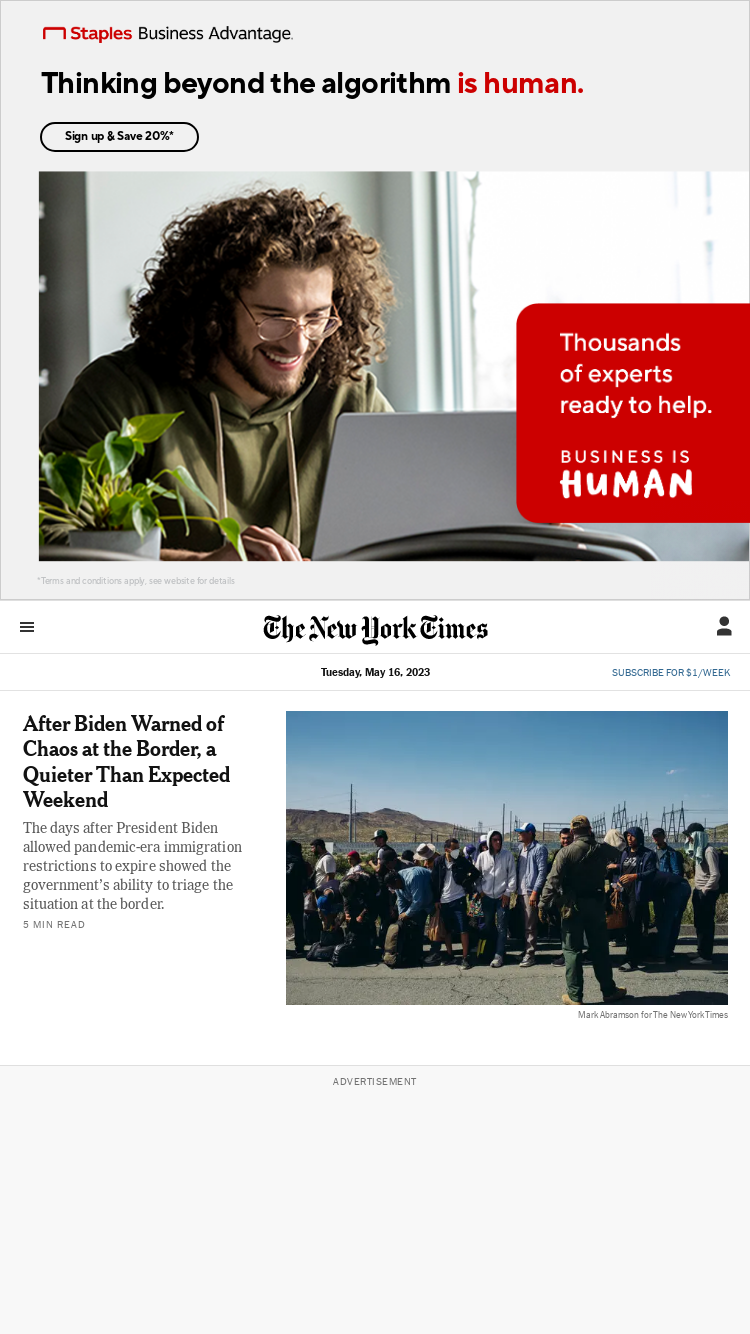 Staples Business Advantage.
Thinking beyond the algorithm is human.
Sign up & Save 20%*
Thousands
of experts
ready to help.
BUSINESS IS
HUMAN
*Terms and conditions apply, see website for details
The New York Times
Tuesday, May 16, 2023
SUBSCRIBE FOR $1/WEEK
After Biden Warned of
Chaos at the Border, a
Quieter Than Expected
Weekend
The days after President Biden
allowed pandemic-era immigration
restrictions to expire showed the
government’s ability to triage the
situation at the border.
5 MIN READ
Mark Abramson for The New York Times
ADVERTISEMENT